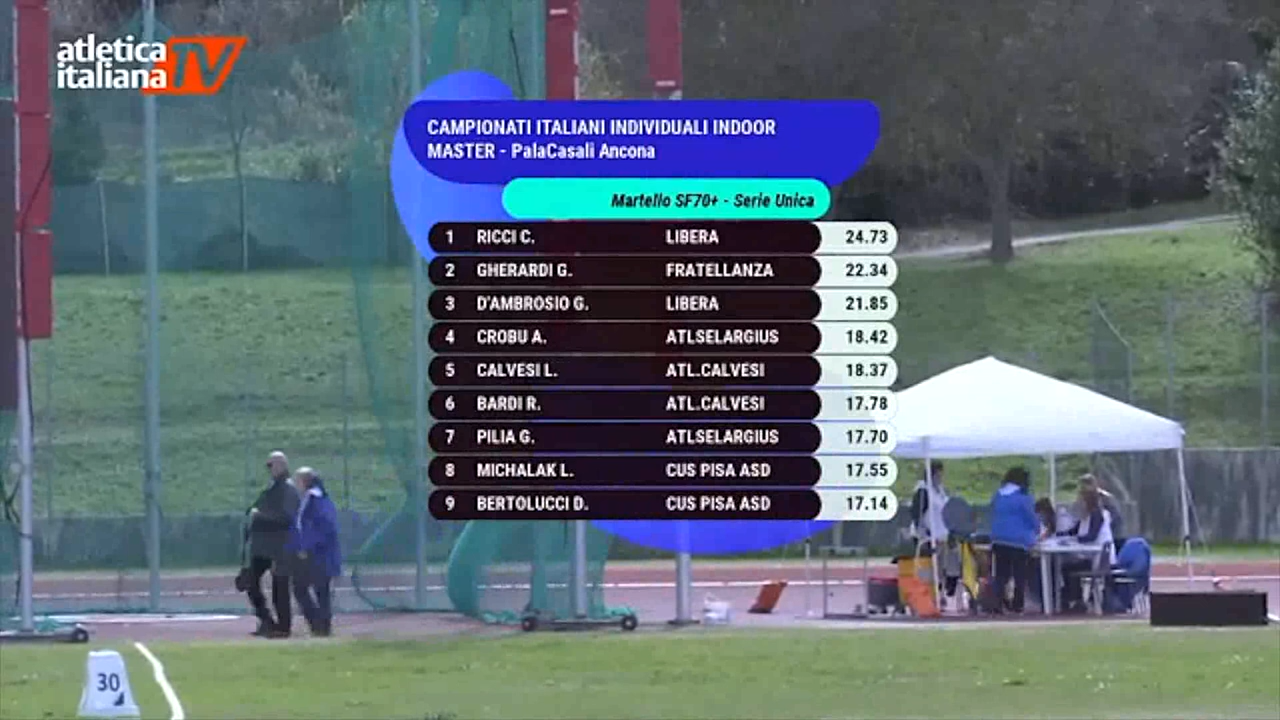 atletica
italiana TV
CAMPIONATI ITALIANI INDIVIDUALI INDOOR
MASTER - PalaCasali Ancona
Martello SF70+ - Serie Unica
1 RICCI C. LIBERA 24.73
2 GHERARDI G. FRATELLANZA 22.34
3 D'AMBROSIO G. LIBERA 21.85
4 CROBU A. ATLSELARGIUS 18.42
5 CALVESI L. ATL.CALVESI 18.37
6 BARDI R. ATL.CALVESI 17.78
7 PILIA G. ATLSELARGIUS 17.70
8 MICHALAK L. CUS PISA ASD 17.55
9 BERTOLUCCI D. CUS PISA ASD 17.14
30